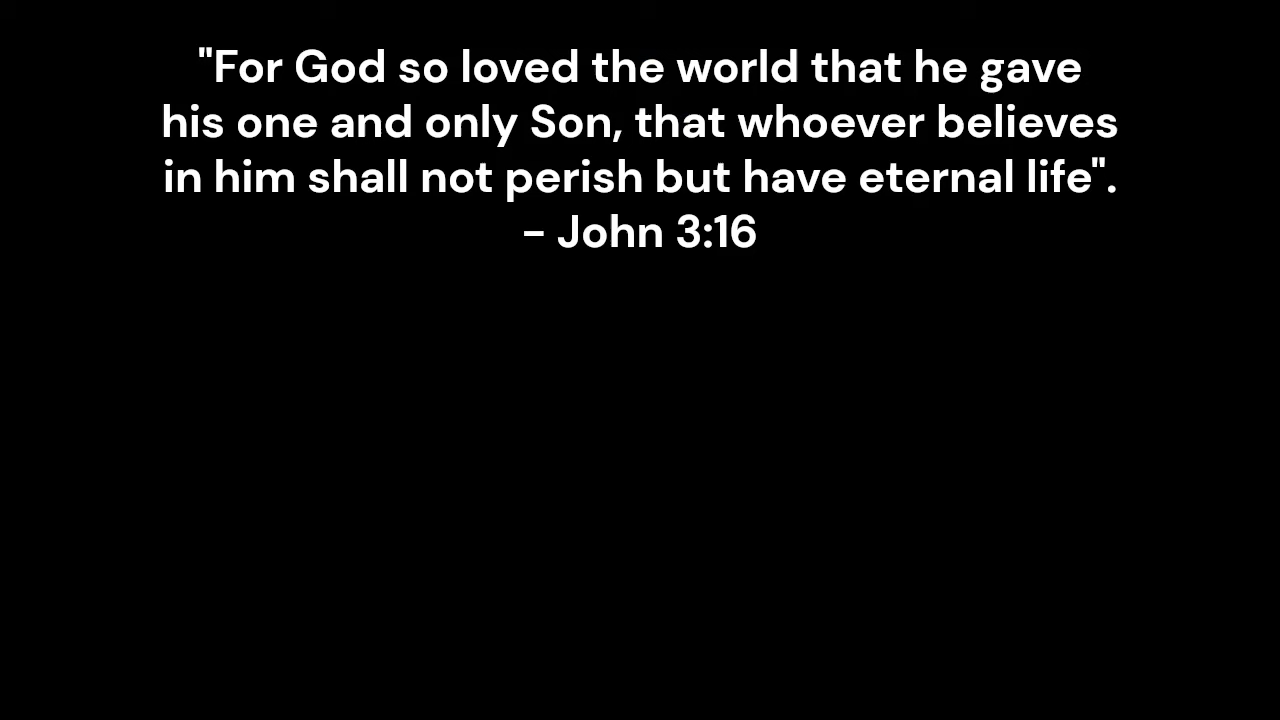 "For God so loved the world that he gave
his one and only Son, that whoever believes
in him shall not perish but have eternal life".
- John 3:16